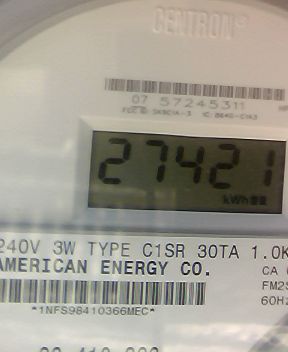 CENTRON®
07 57245311
27421
kWh
240V 3W TYPE C1SR 30TA 1.0K
AMERICAN ENERGY CO.
CA
FM2S
60Hz
*1NFS98410366MEC*